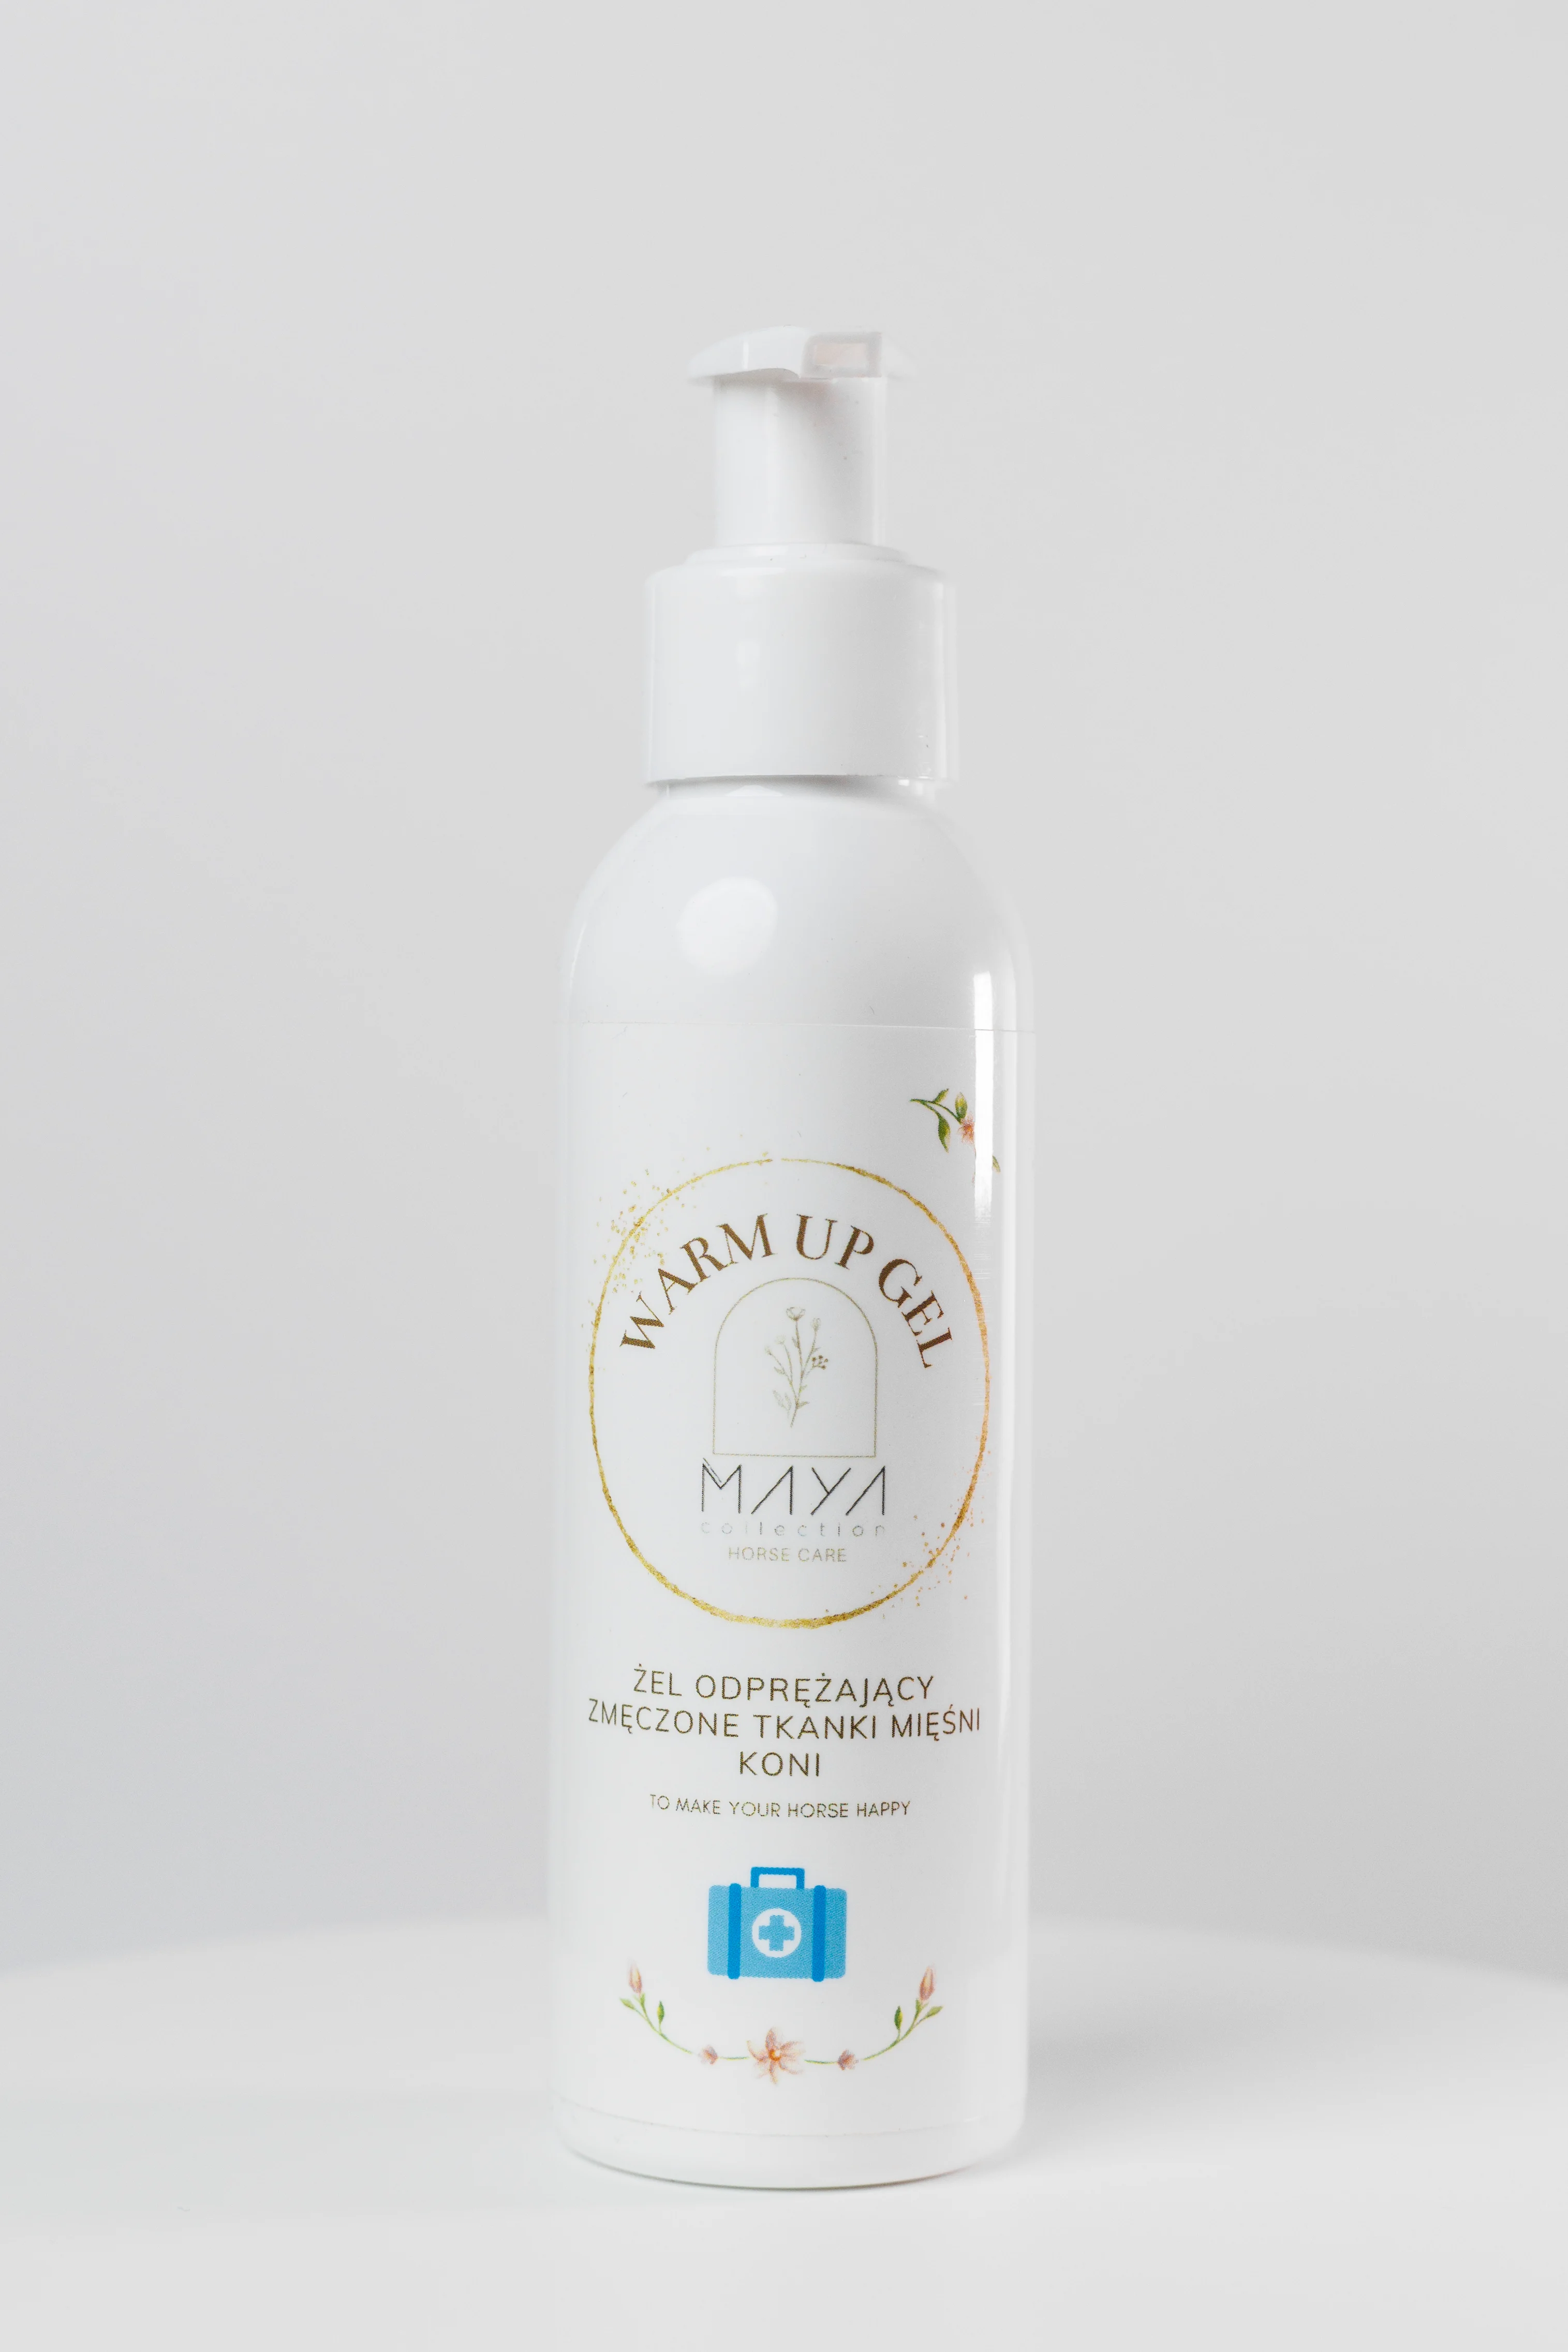 WARM UP GEL
MAYA
collection
HORSE CARE
ŻEL ODPRĘŻAJĄCY
ZMĘCZONE TKANKI MIĘŚNI
KONI
TO MAKE YOUR HORSE HAPPY